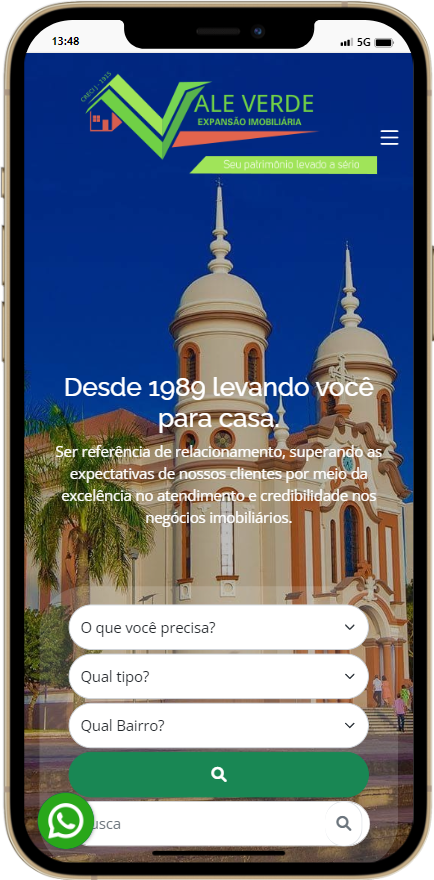 13:48
5G
CRECI J - 3935
VALE VERDE
EXPANSÃO IMOBILIÁRIA
Seu patrimônio levado a sério
Desde 1989 levando você
para casa.
Ser referência de relacionamento, superando as
expectativas de nossos clientes por meio da
excelência no atendimento e credibilidade nos
negócios imobiliários.
O que você precisa?
Qual tipo?
Qual Bairro?
usca